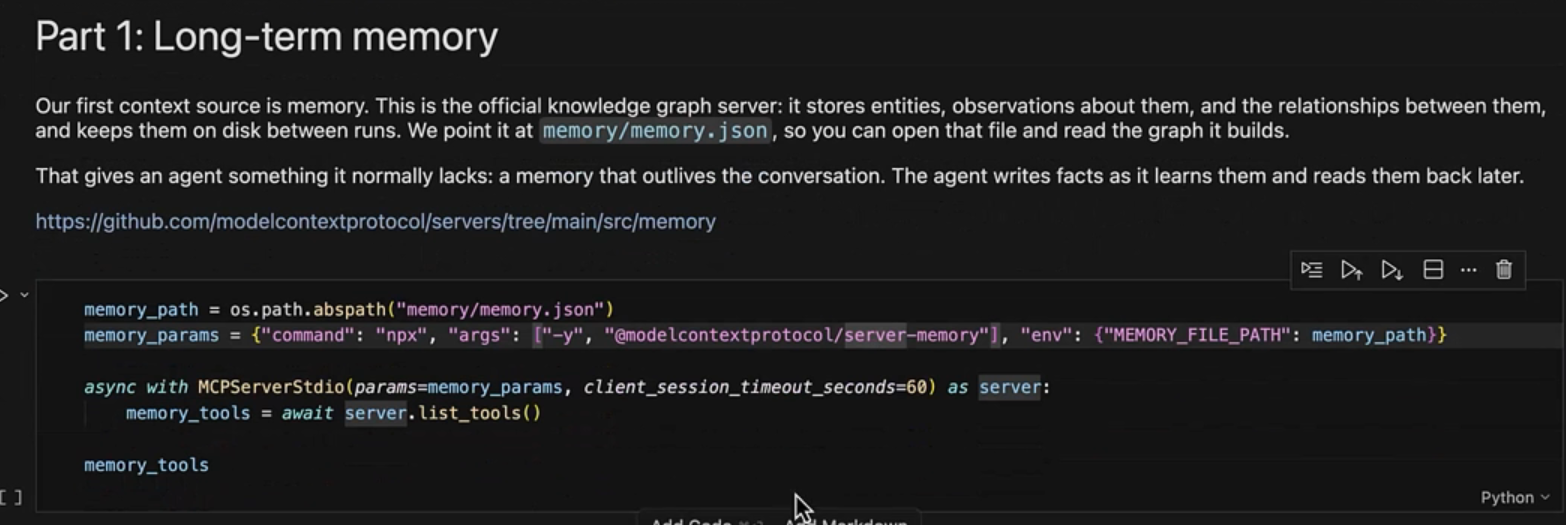 Part 1: Long-term memory
Our first context source is memory. This is the official knowledge graph server: it stores entities, observations about them, and the relationships between them,
and keeps them on disk between runs. We point it at memory/memory.json, so you can open that file and read the graph it builds.
That gives an agent something it normally lacks: a memory that outlives the conversation. The agent writes facts as it learns them and reads them back later.
https://github.com/modelcontextprotocol/servers/tree/main/src/memory
memory_path = os.path.abspath("memory/memory.json")
memory_params = {"command": "npx", "args": ["-y", "@modelcontextprotocol/server-memory"], "env": {"MEMORY_FILE_PATH": memory_path}}
async with MCPServerStdio(params=memory_params, client_session_timeout_seconds=60) as server:
memory_tools = await server.list_tools()
memory_tools
[ ]
Python
Add Code
Markdown